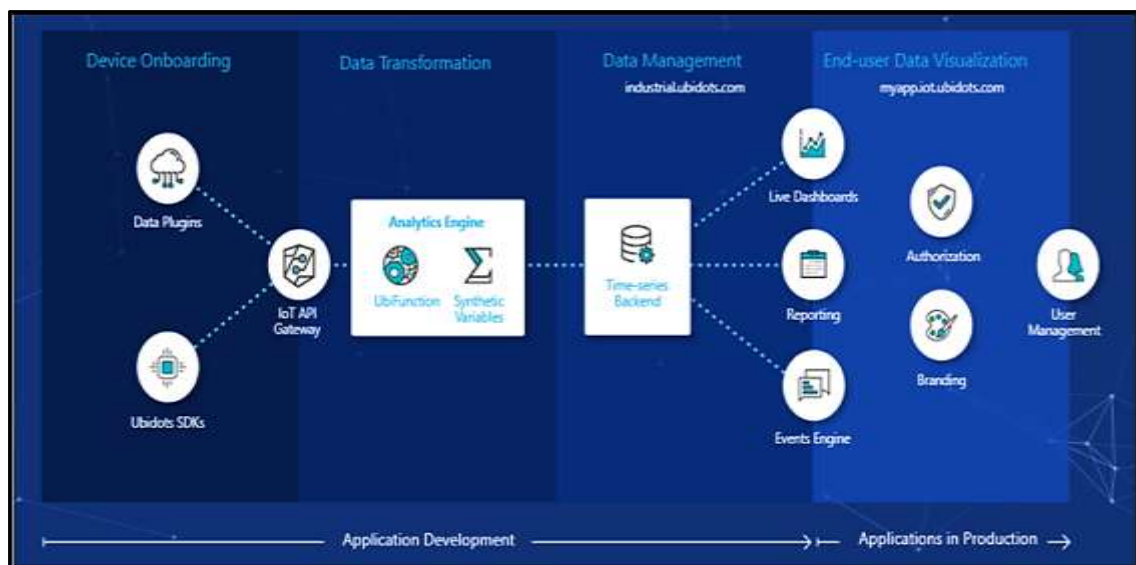 Device Onboarding
Data Transformation
Data Management
industrial.ubidots.com
End-user Data Visualization
myapp.iot.ubidots.com
Data Plugins
Ubidots SDKs
IoT API
Gateway
Analytics Engine
UbiFunction
Synthetic
Variables
Time-series
Backend
Live Dashboards
Reporting
Events Engine
Authorization
Branding
User
Management
Application Development
Applications in Production